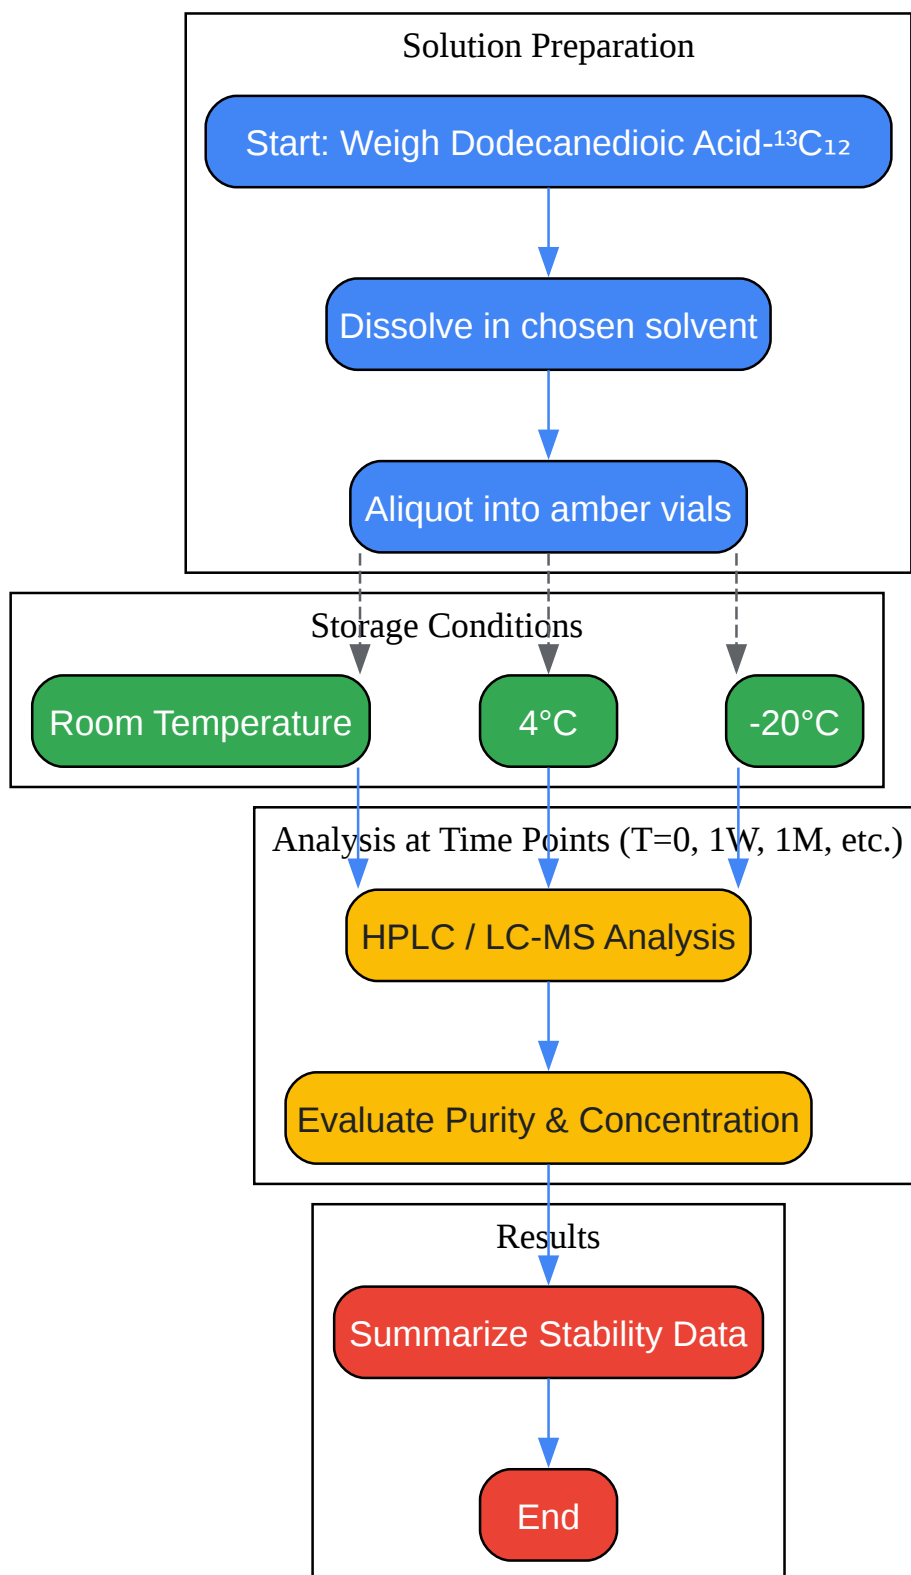 Solution Preparation
Start: Weigh Dodecanedioic Acid-¹³C₁₂
Dissolve in chosen solvent
Aliquot into amber vials
Storage Conditions
Room Temperature
4°C
-20°C
Analysis at Time Points (T=0, 1W, 1M, etc.)
HPLC / LC-MS Analysis
Evaluate Purity & Concentration
Results
Summarize Stability Data
End